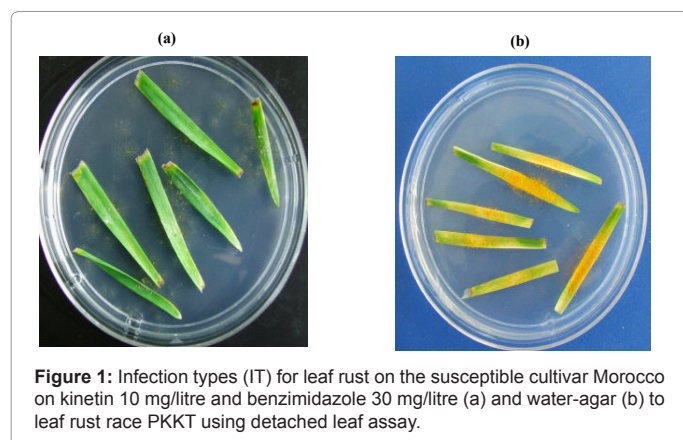 (a)
(b)
Figure 1: Infection types (IT) for leaf rust on the susceptible cultivar Morocco
on kinetin 10 mg/litre and benzimidazole 30 mg/litre (a) and water-agar (b) to
leaf rust race PKKT using detached leaf assay.